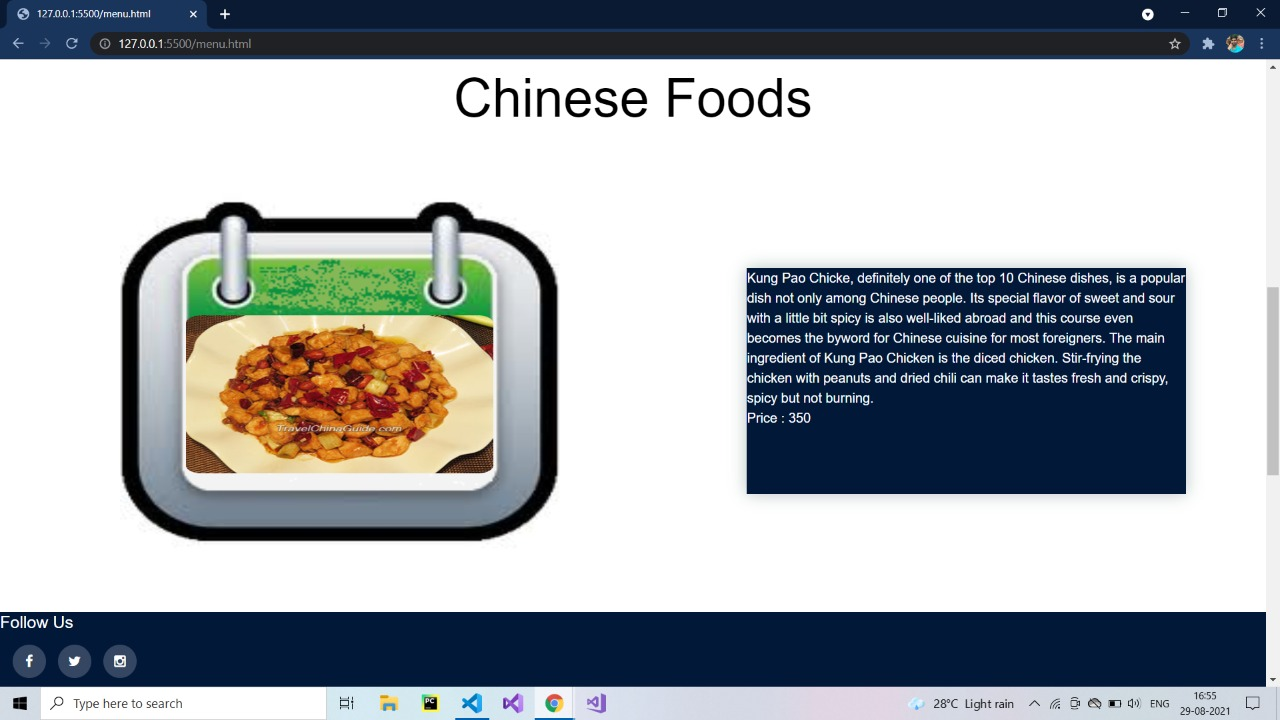 127.0.0.1:5500/menu.html
127.0.0.1:5500/menu.html
Chinese Foods
TravelChinaGuide.com
Kung Pao Chicke, definitely one of the top 10 Chinese dishes, is a popular
dish not only among Chinese people. Its special flavor of sweet and sour
with a little bit spicy is also well-liked abroad and this course even
becomes the byword for Chinese cuisine for most foreigners. The main
ingredient of Kung Pao Chicken is the diced chicken. Stir-frying the
chicken with peanuts and dried chili can make it tastes fresh and crispy,
spicy but not burning.
Price : 350
Follow Us
Type here to search
PC
28°C Light rain
ENG
16:55
29-08-2021